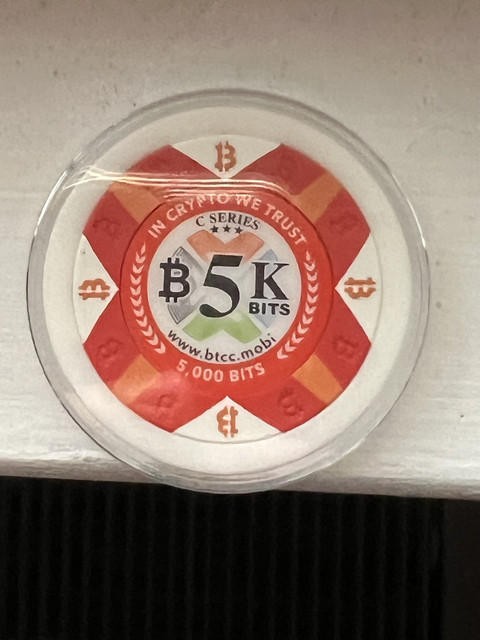 IN CRYPTO WE TRUST
C SERIES
₿5K
BITS
www.btcc.mobi
5,000 BITS